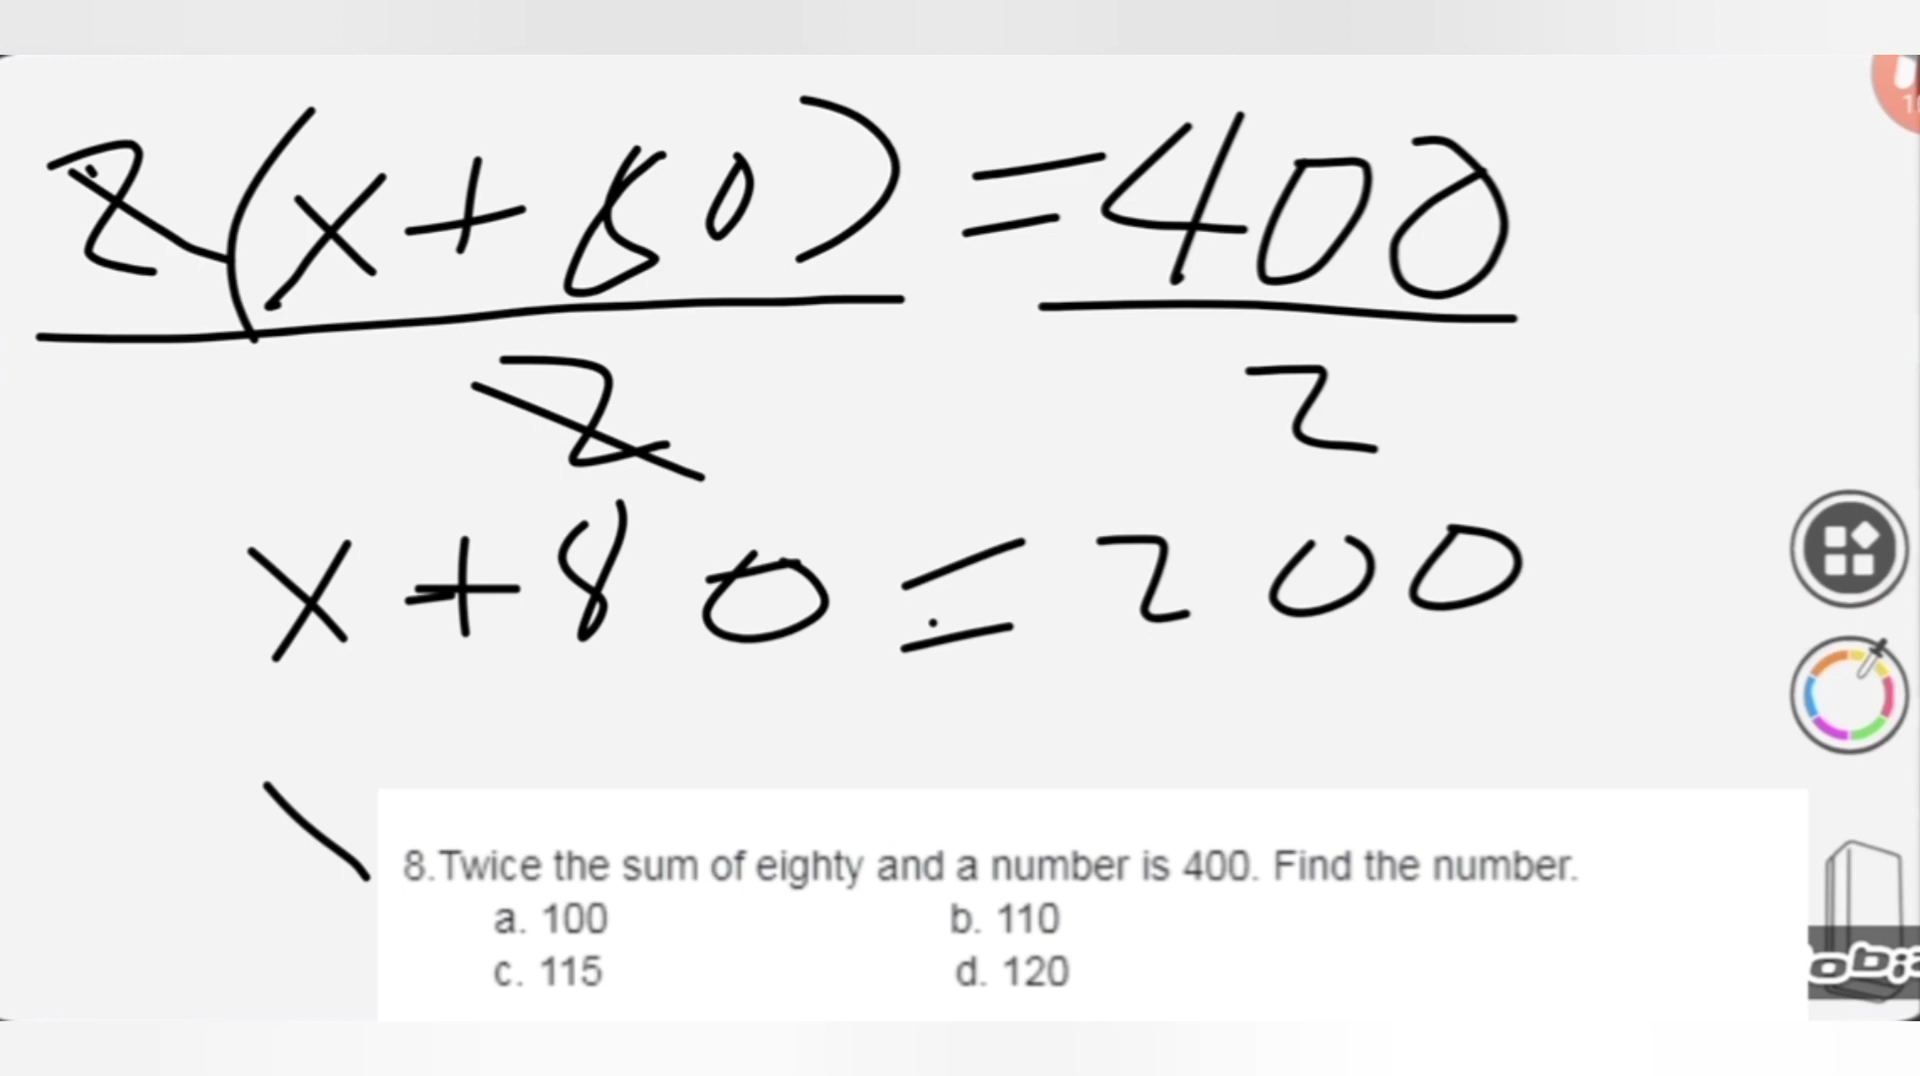 2(x+80)=400
2 2
x+80=200
8.Twice the sum of eighty and a number is 400. Find the number.
a. 100 b. 110
c. 115 d. 120